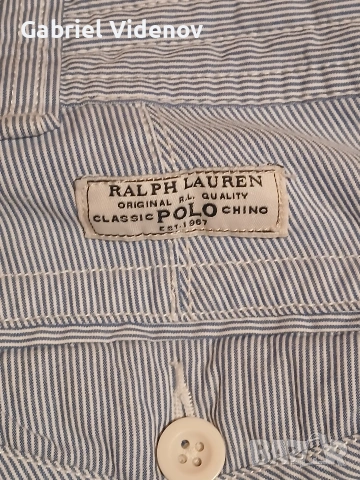 Gabriel Videnov
RALPH LAUREN
ORIGINAL R.L. QUALITY
CLASSIC POLO CHINO
EST. 1967